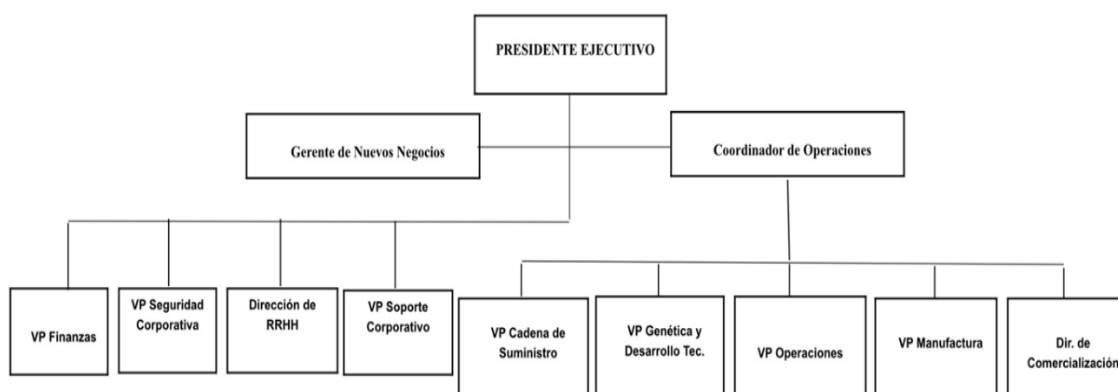 PRESIDENTE EJECUTIVO
Gerente de Nuevos Negocios
Coordinador de Operaciones
VP Finanzas
VP Seguridad
Corporativa
Dirección de
RRHH
VP Soporte
Corporativo
VP Cadena de
Suministro
VP Genética y
Desarrollo Tec.
VP Operaciones
VP Manufactura
Dir. de
Comercialización